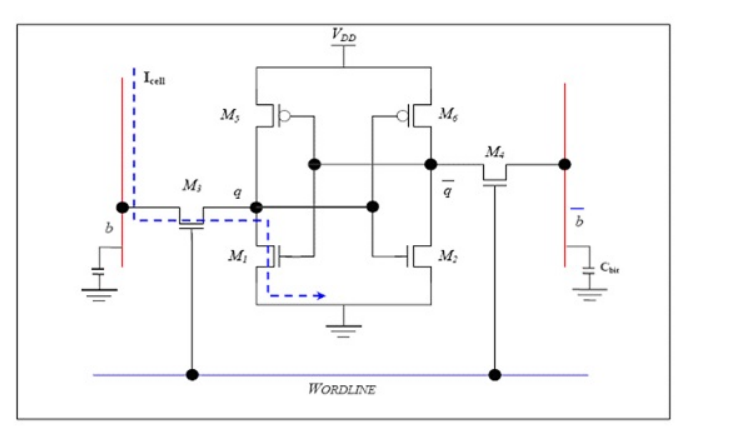 V_DD
I_cell
M_5
M_6
M_4
M_3
q
q̅
b
b̅
M_1
M_2
C_bit
WORDLINE